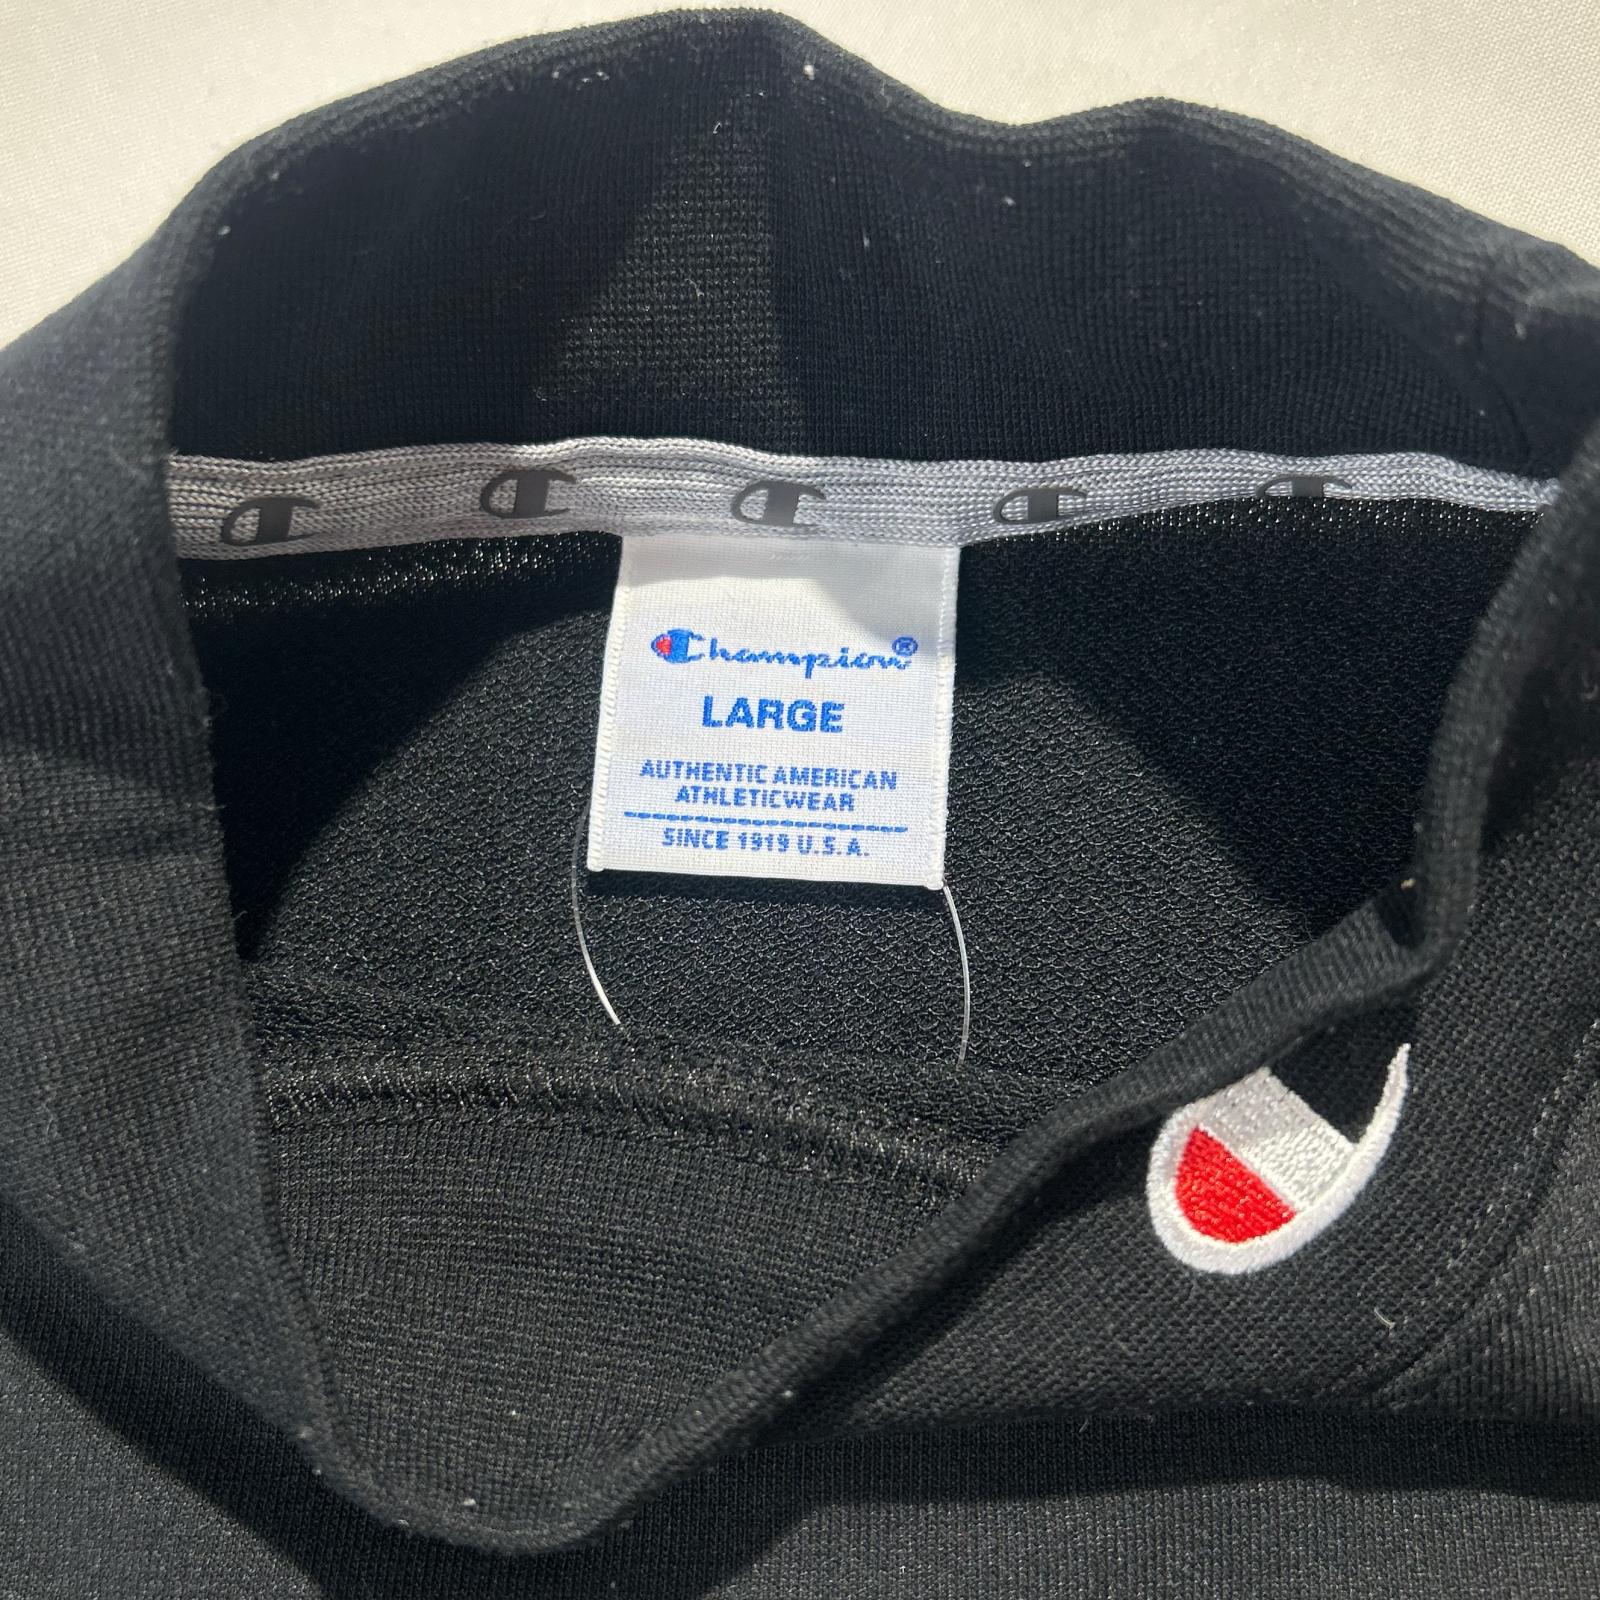 Champion®
LARGE
AUTHENTIC AMERICAN
ATHLETICWEAR
SINCE 1919 U.S.A.